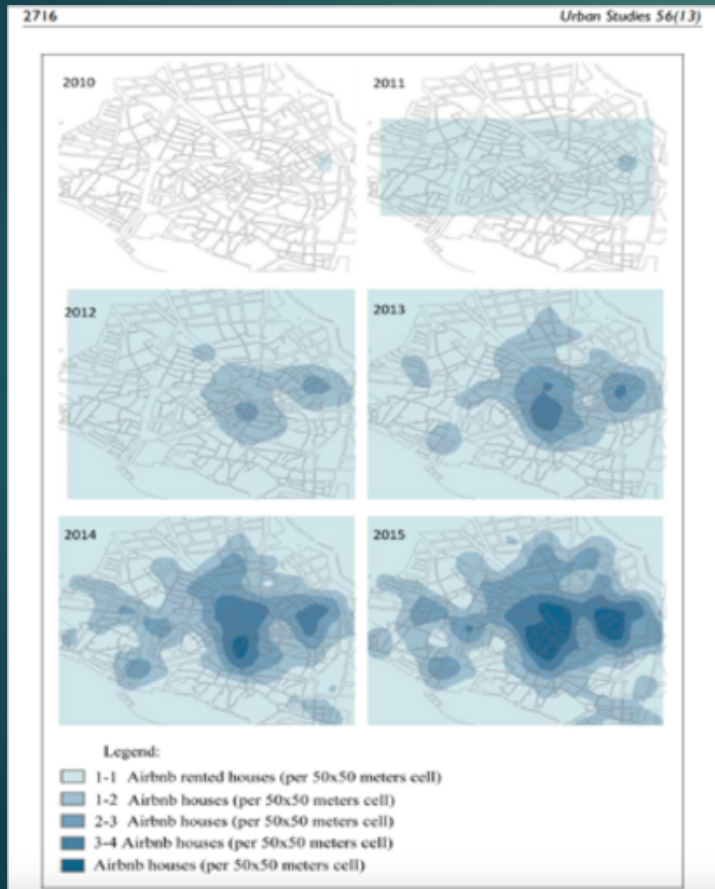 2716
Urban Studies 56(13)
2010
2011
2012
2013
2014
2015
Legend:
1-1 Airbnb rented houses (per 50x50 meters cell)
1-2 Airbnb houses (per 50x50 meters cell)
2-3 Airbnb houses (per 50x50 meters cell)
3-4 Airbnb houses (per 50x50 meters cell)
Airbnb houses (per 50x50 meters cell)